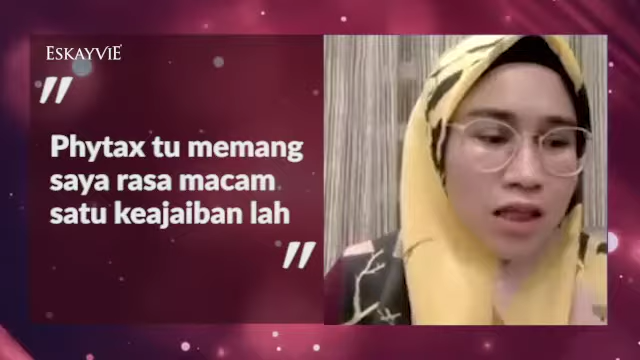 ESKAYVIE
"
Phytax tu memang
saya rasa macam
satu keajaiban lah
"